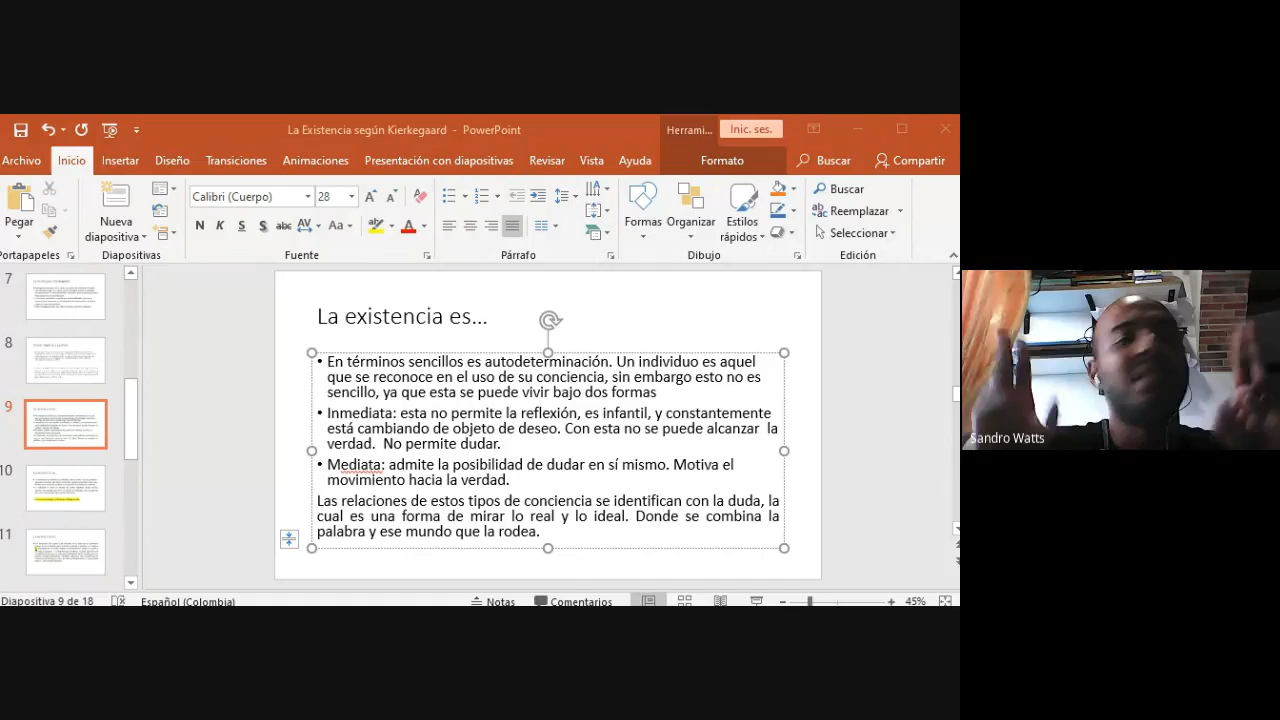 La Existencia según Kierkegaard - PowerPoint
Herrami...
Inic. ses.
Archivo
Inicio
Insertar
Diseño
Transiciones
Animaciones
Presentación con diapositivas
Revisar
Vista
Ayuda
Formato
Buscar
Compartir
Pegar
Nueva
diapositiva
Calibri (Cuerpo)
28
N K S S abc AV Aa A
Formas
Organizar
Estilos
rápidos
Buscar
Reemplazar
Seleccionar
Portapapeles
Diapositivas
Fuente
Párrafo
Dibujo
Edición
7
8
9
10
11
La existencia es...
• En términos sencillos es autodeterminación. Un individuo es aquel
que se reconoce en el uso de su conciencia, sin embargo esto no es
sencillo, ya que esta se puede vivir bajo dos formas
• Inmediata: esta no permite la reflexión, es infantil, y constantemente
está cambiando de objeto de deseo. Con esta no se puede alcanzar la
verdad. No permite dudar.
• Mediata: admite la posibilidad de dudar en sí mismo. Motiva el
movimiento hacia la verdad.
Las relaciones de estos tipos de conciencia se identifican con la duda, la
cual es una forma de mirar lo real y lo ideal. Donde se combina la
palabra y ese mundo que la rodea.
Sandro Watts
Diapositiva 9 de 18
Español (Colombia)
Notas
Comentarios
45%